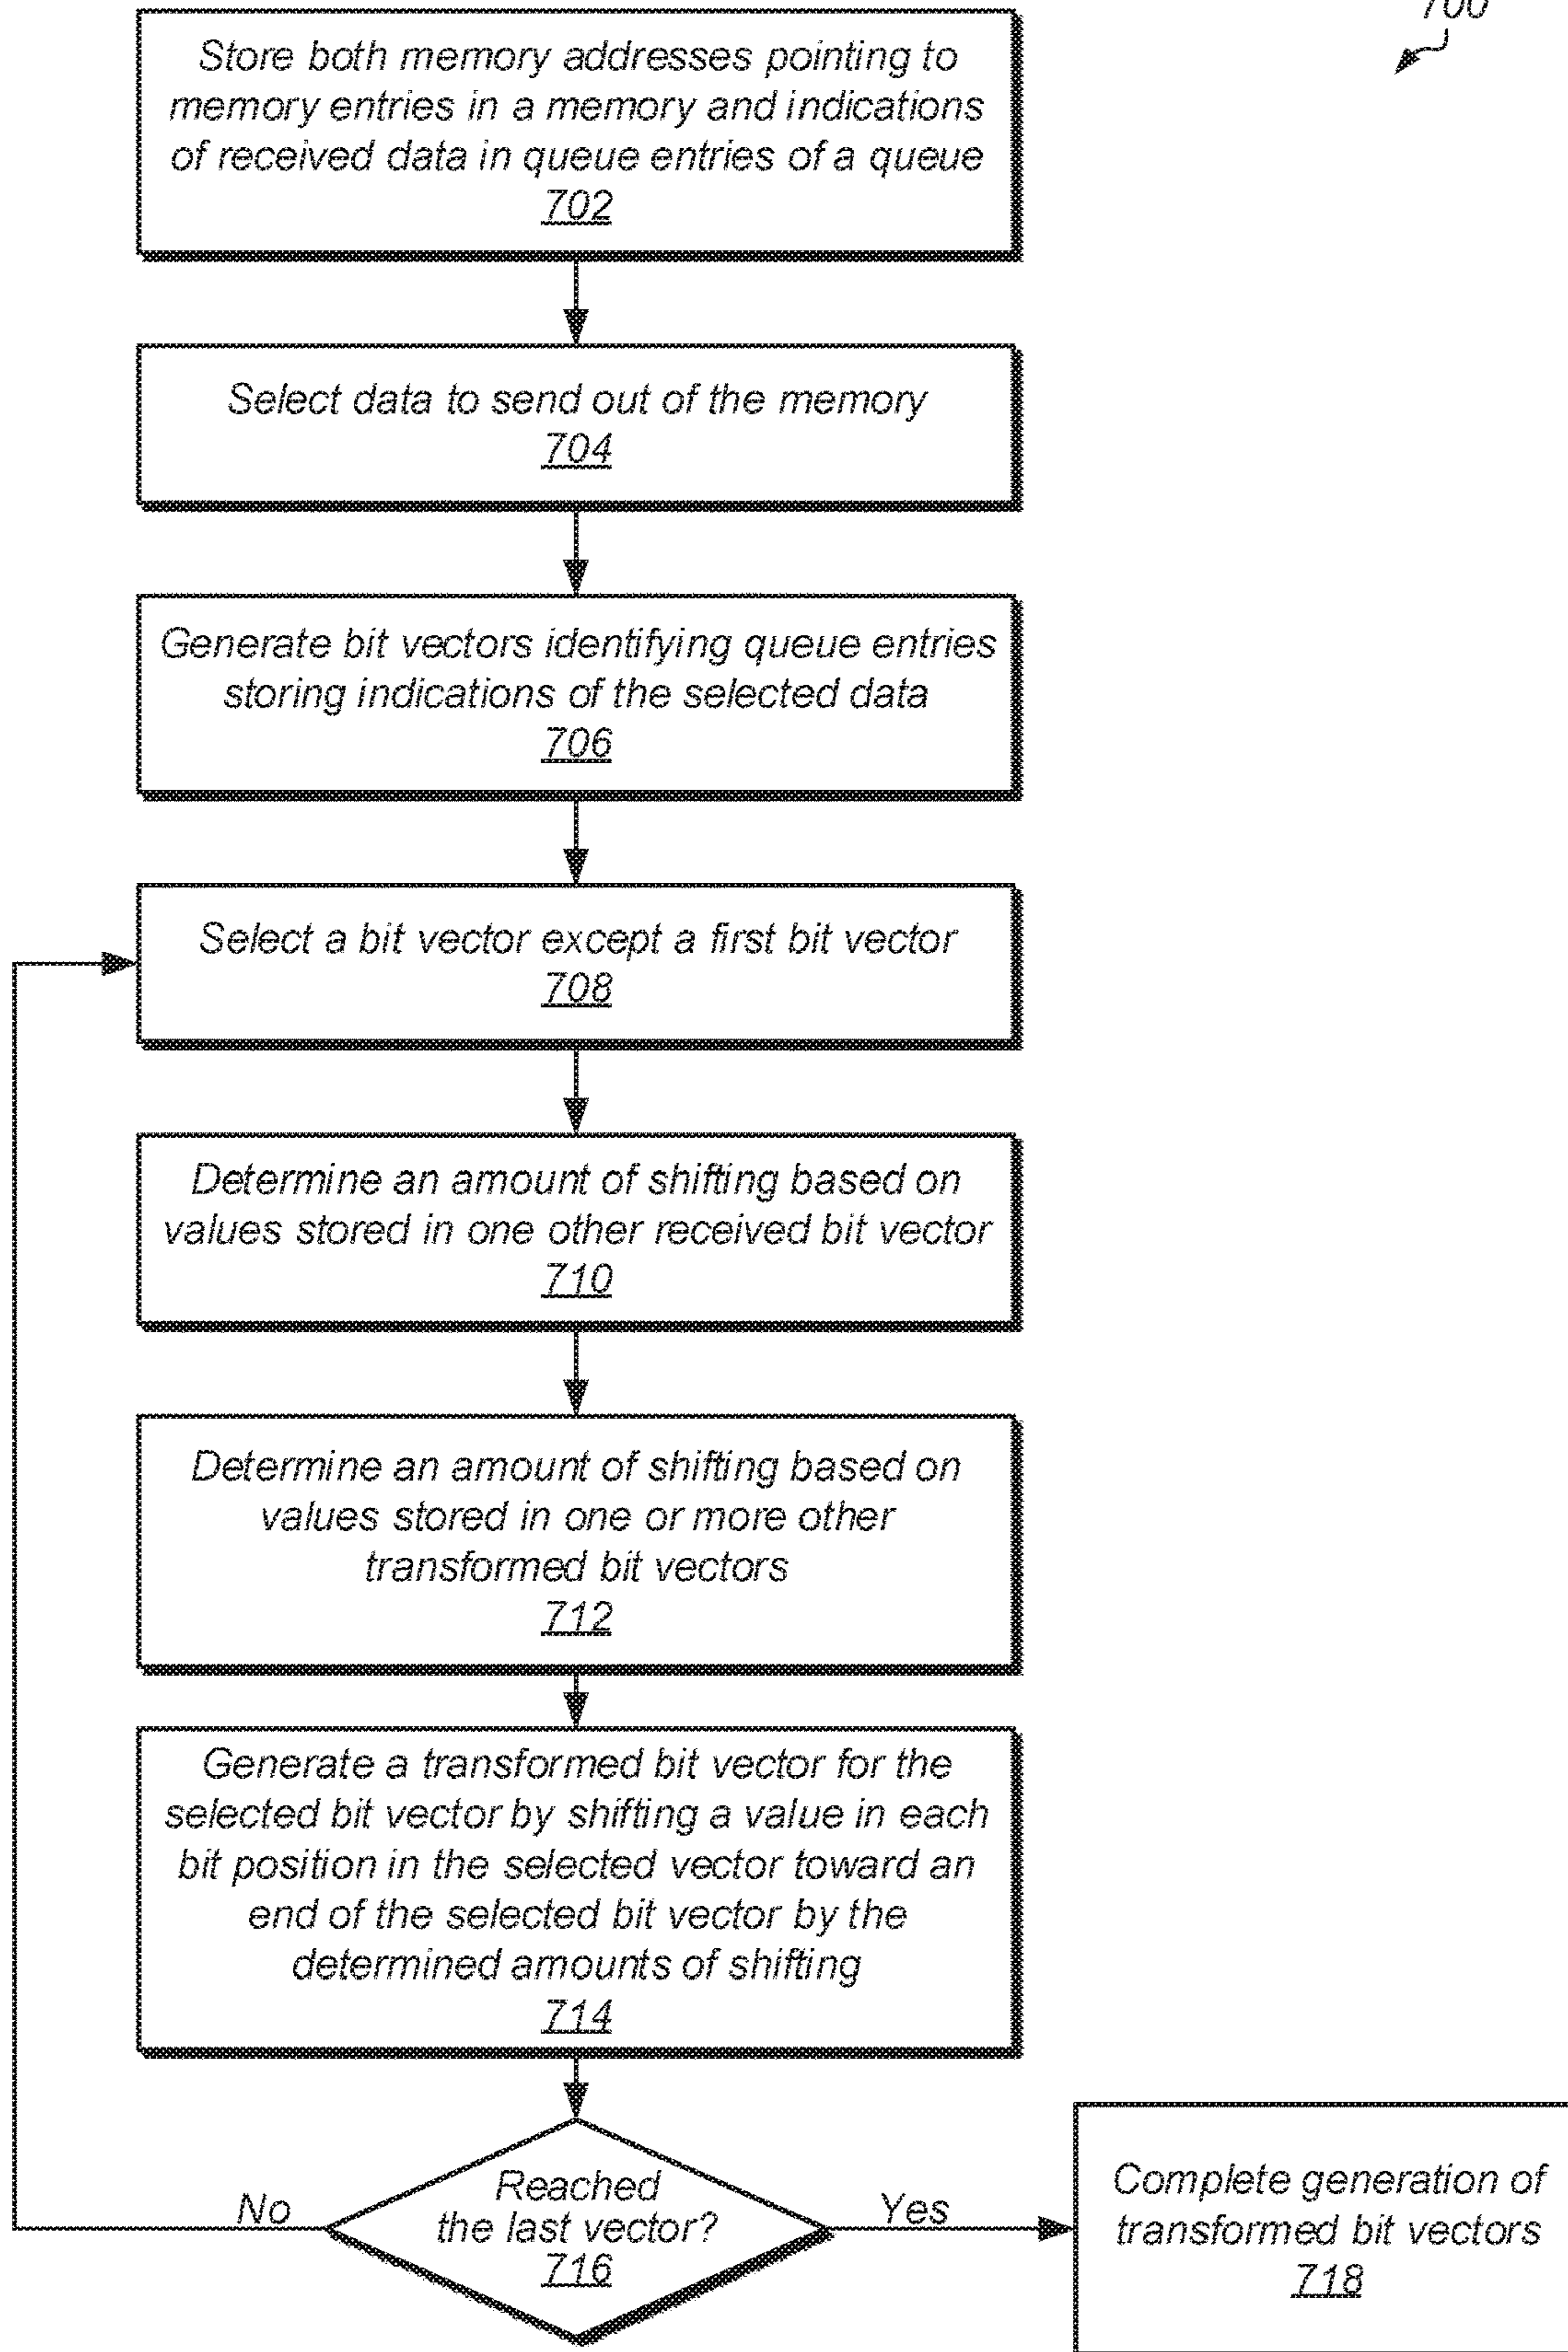 700
Store both memory addresses pointing to
memory entries in a memory and indications
of received data in queue entries of a queue
702
Select data to send out of the memory
704
Generate bit vectors identifying queue entries
storing indications of the selected data
706
Select a bit vector except a first bit vector
708
Determine an amount of shifting based on
values stored in one other received bit vector
710
Determine an amount of shifting based on
values stored in one or more other
transformed bit vectors
712
Generate a transformed bit vector for the
selected bit vector by shifting a value in each
bit position in the selected vector toward an
end of the selected bit vector by the
determined amounts of shifting
714
Reached
the last vector?
716
No
Yes
Complete generation of
transformed bit vectors
718